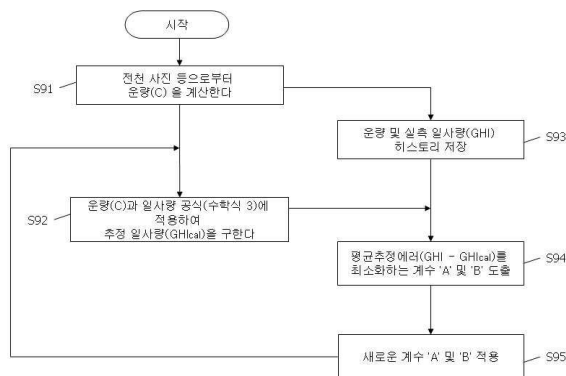 시작
S91
전천 사진 등으로부터
운량(C) 을 계산한다
운량 및 실측 일사량(GHI)
히스토리 저장
S93
운량(C)과 일사량 공식(수학식 3)에
적용하여
추정 일사량(GHIcal)을 구한다
S92
평균추정에러(GHI - GHIcal)를
최소화하는 계수 'A' 및 'B' 도출
S94
새로운 계수 'A' 및 'B' 적용
S95